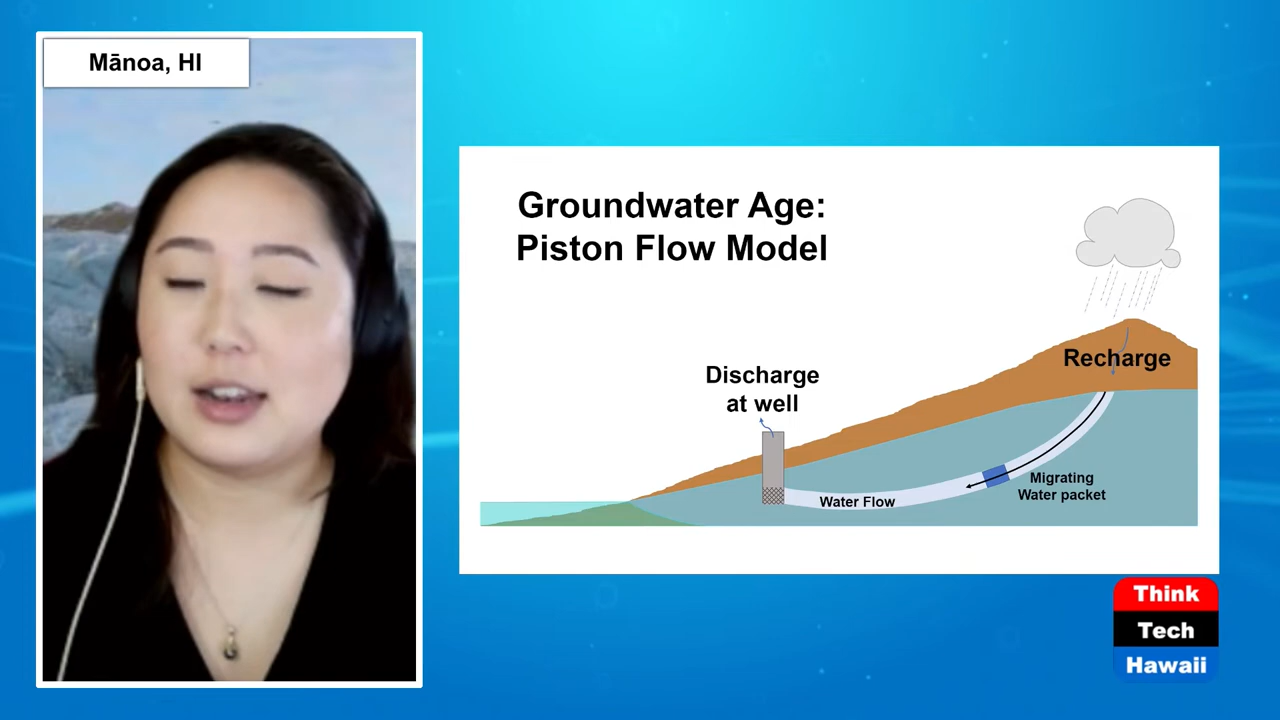 Mānoa, HI
Groundwater Age:
Piston Flow Model
Recharge
Discharge
at well
Migrating
Water packet
Water Flow
Think
Tech
Hawaii